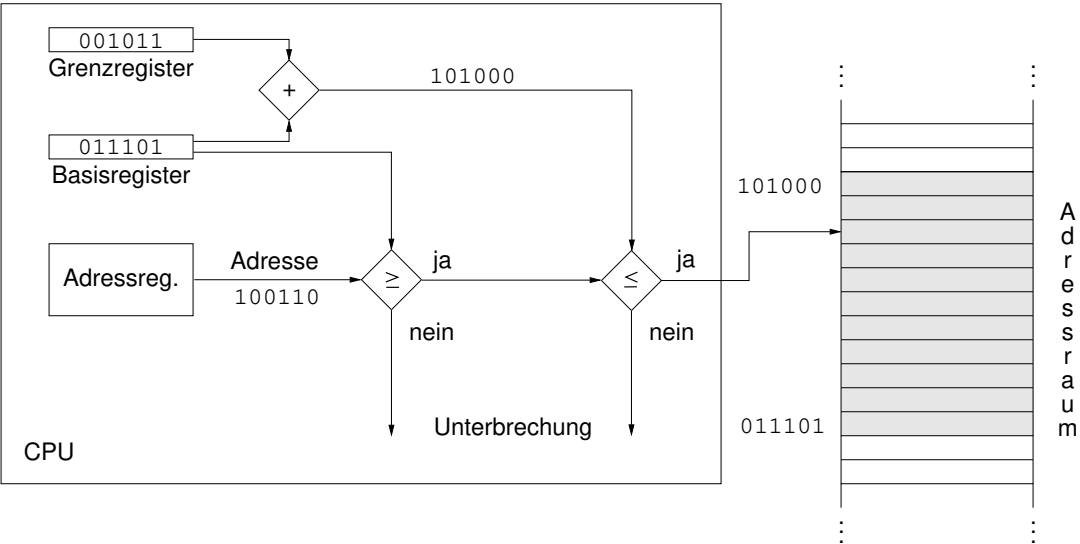 001011
Grenzregister
+
101000
011101
Basisregister
101000
Adressreg.
Adresse
100110
≥
ja
nein
≤
ja
nein
011101
Unterbrechung
CPU
Adressraum